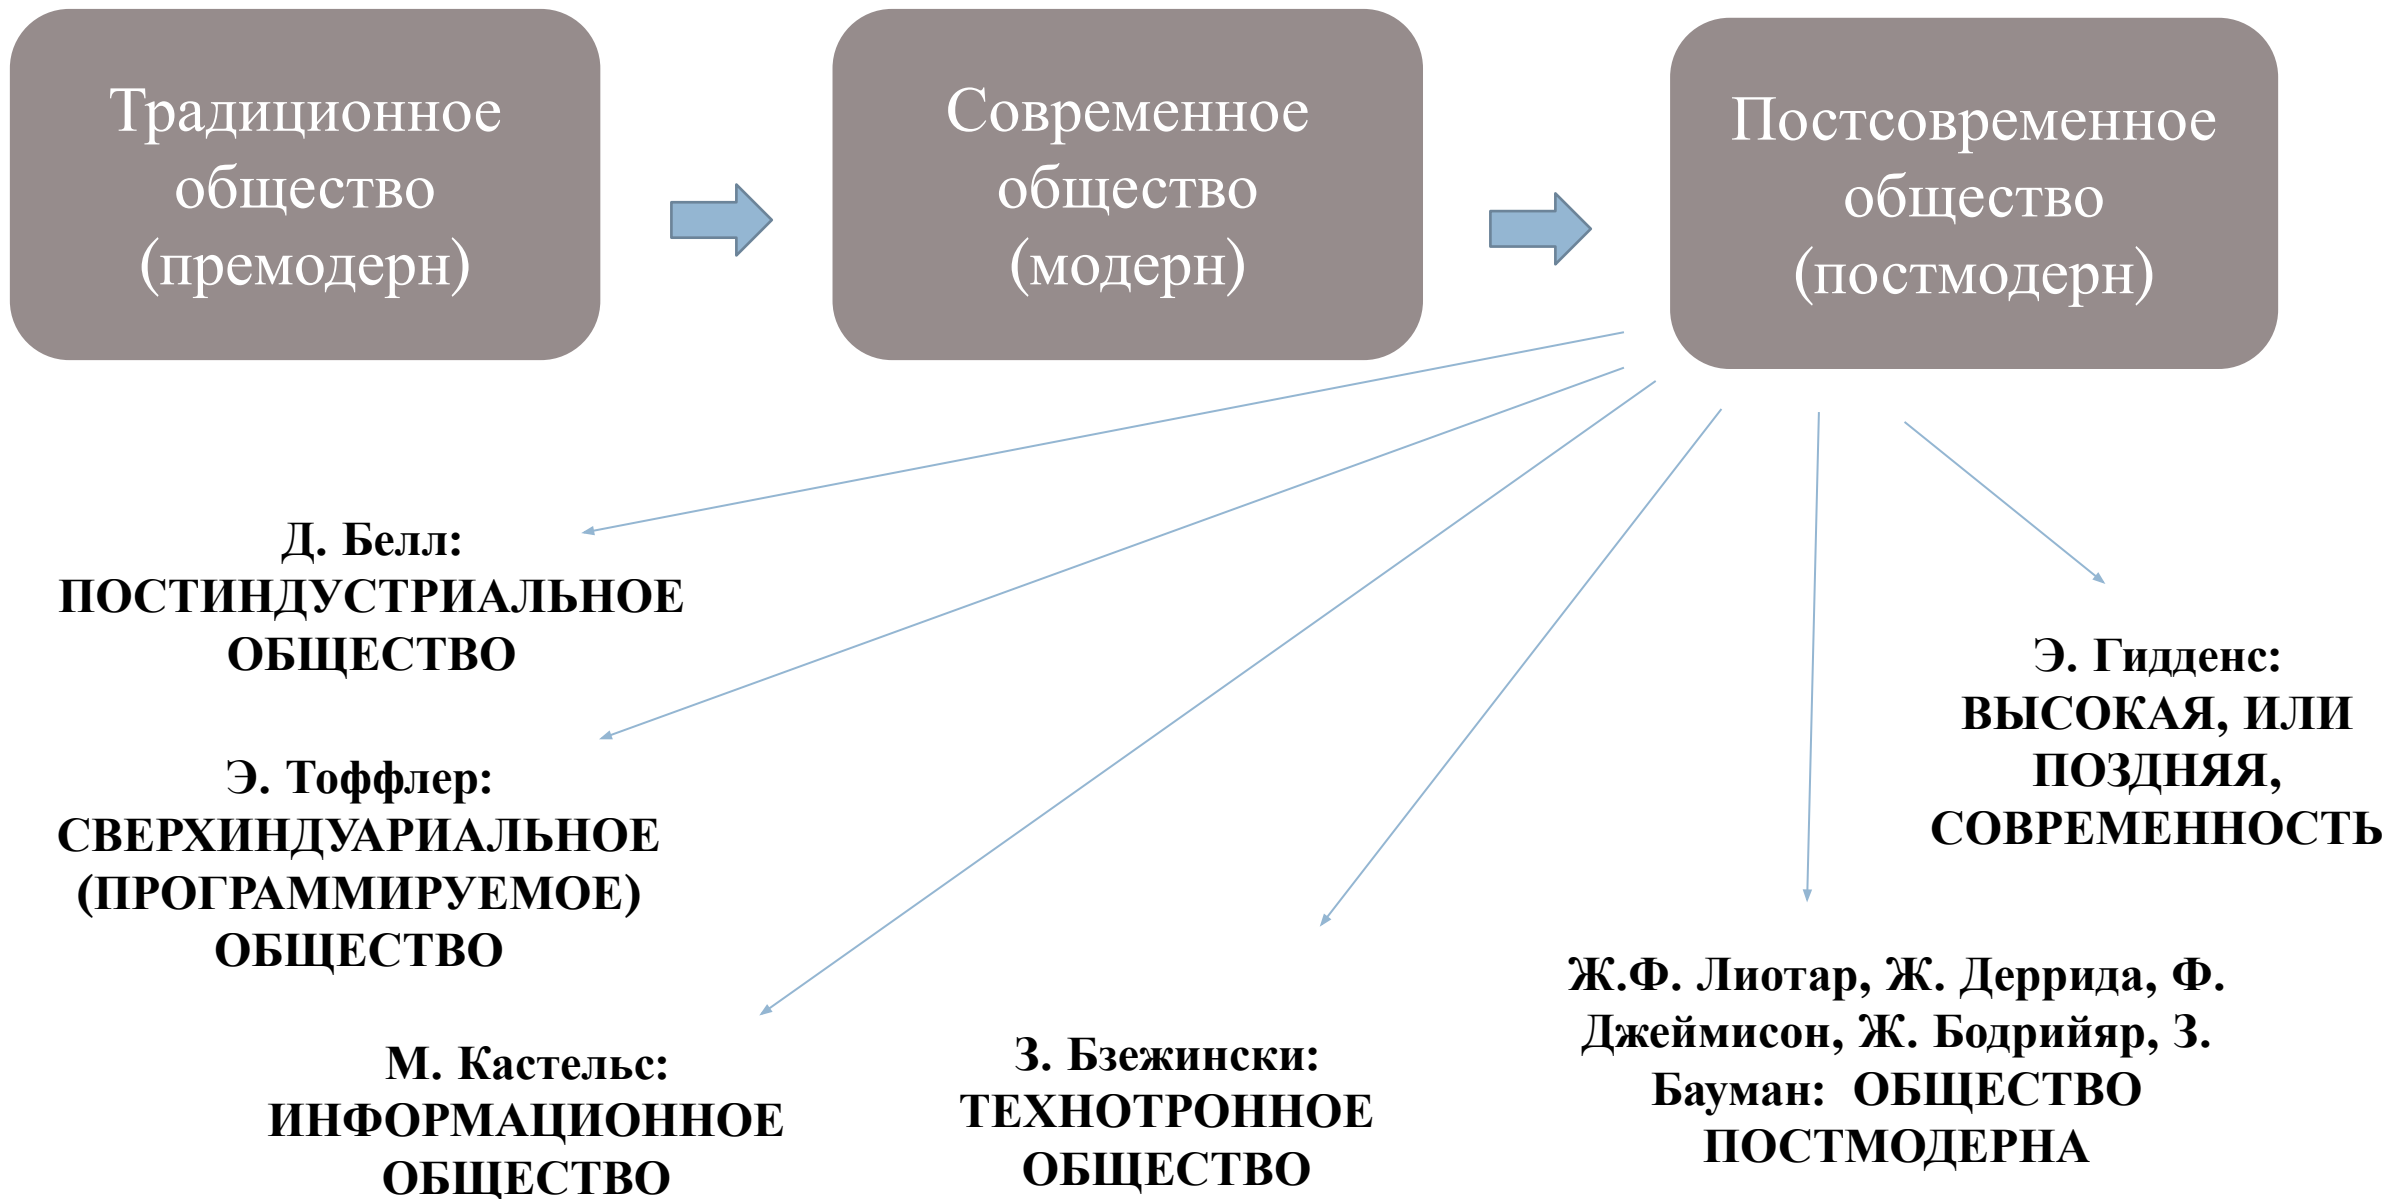 Традиционное
общество
(премодерн)
Современное
общество
(модерн)
Постсовременное
общество
(постмодерн)
Д. Белл:
ПОСТИНДУСТРИАЛЬНОЕ
ОБЩЕСТВО
Э. Тоффлер:
СВЕРХИНДУАРИАЛЬНОЕ
(ПРОГРАММИРУЕМОЕ)
ОБЩЕСТВО
М. Кастельс:
ИНФОРМАЦИОННОЕ
ОБЩЕСТВО
З. Бзежински:
ТЕХНОТРОННОЕ
ОБЩЕСТВО
Ж.Ф. Лиотар, Ж. Деррида, Ф.
Джеймисон, Ж. Бодрийяр, З.
Бауман: ОБЩЕСТВО
ПОСТМОДЕРНА
Э. Гидденс:
ВЫСОКАЯ, ИЛИ
ПОЗДНЯЯ,
СОВРЕМЕННОСТЬ